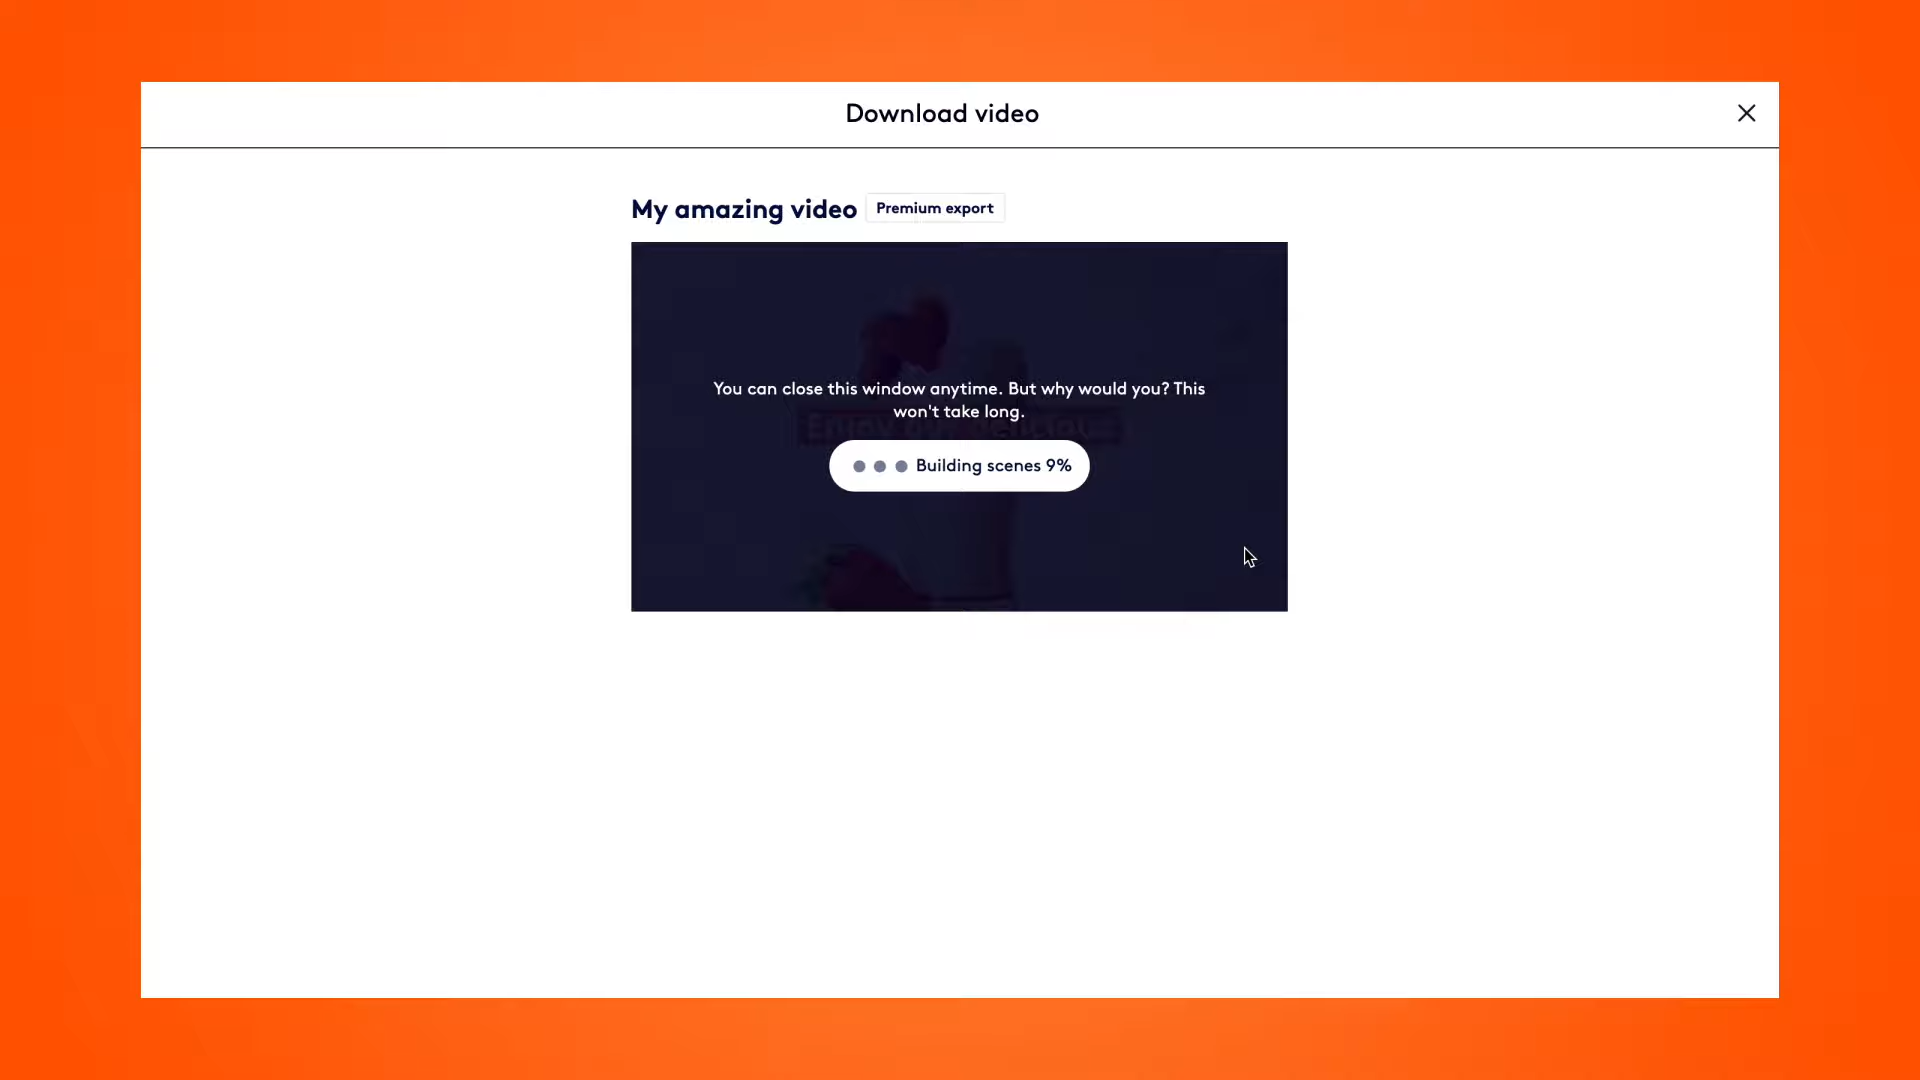 Download video
My amazing video
Premium export
You can close this window anytime. But why would you? This
won't take long.
Building scenes 9%